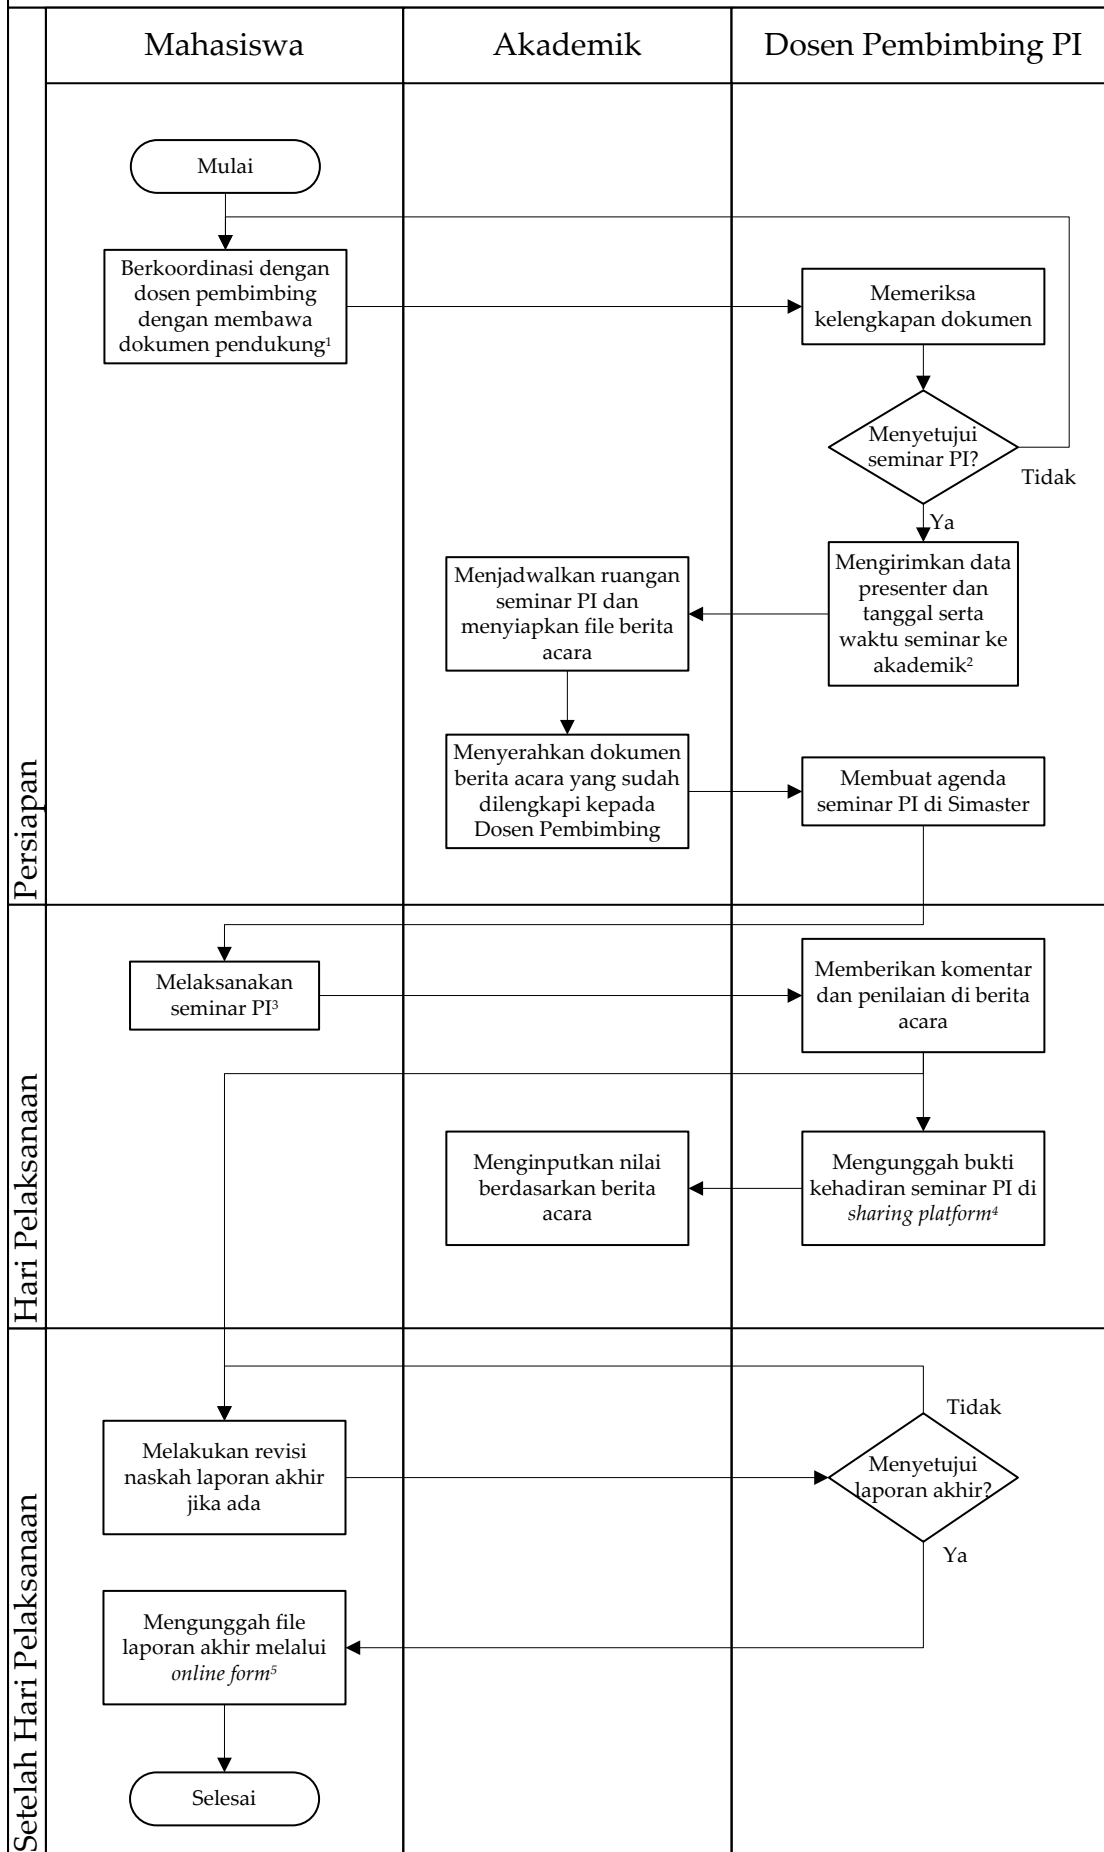 Mahasiswa
Akademik
Dosen Pembimbing PI
Persiapan
Mulai
Berkoordinasi dengan
dosen pembimbing
dengan membawa
dokumen pendukung¹
Memeriksa
kelengkapan dokumen
Menyetujui
seminar PI?
Tidak
Ya
Mengirimkan data
presenter dan
tanggal serta
waktu seminar ke
akademik²
Menjadwalkan ruangan
seminar PI dan
menyiapkan file berita
acara
Menyerahkan dokumen
berita acara yang sudah
dilengkapi kepada
Dosen Pembimbing
Membuat agenda
seminar PI di Simaster
Hari Pelaksanaan
Melaksanakan
seminar PI³
Memberikan komentar
dan penilaian di berita
acara
Mengunggah bukti
kehadiran seminar PI di
sharing platform⁴
Menginputkan nilai
berdasarkan berita
acara
Setelah Hari Pelaksanaan
Melakukan revisi
naskah laporan akhir
jika ada
Tidak
Menyetujui
laporan akhir?
Ya
Mengunggah file
laporan akhir melalui
online form⁵
Selesai